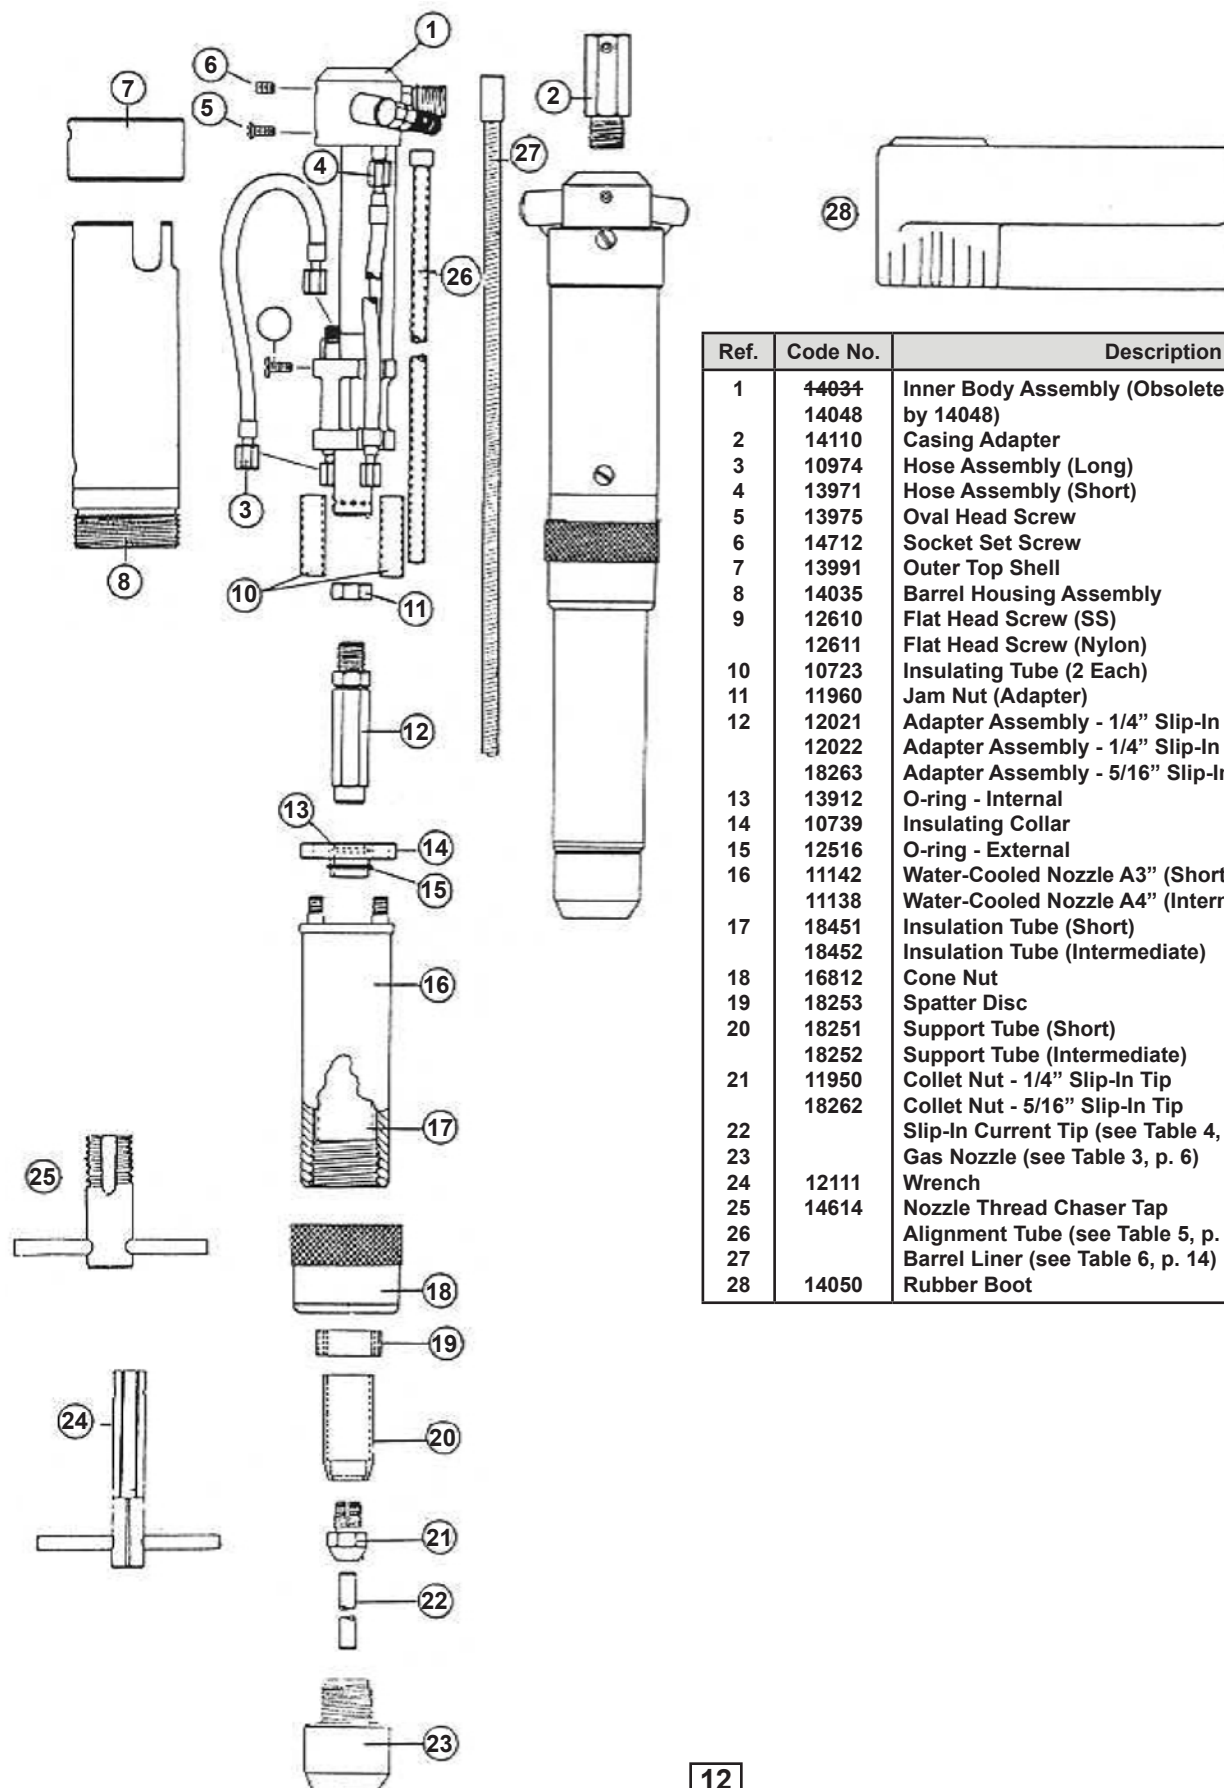 1
6
7
5
2
4
27
28
26
3
8
10
11
12
13
14
15
16
17
25
18
19
24
20
21
22
23
Ref. Code No. Description
1 14031 Inner Body Assembly (Obsolete
14048 by 14048)
2 14110 Casing Adapter
3 10974 Hose Assembly (Long)
4 13971 Hose Assembly (Short)
5 13975 Oval Head Screw
6 14712 Socket Set Screw
7 13991 Outer Top Shell
8 14035 Barrel Housing Assembly
9 12610 Flat Head Screw (SS)
12611 Flat Head Screw (Nylon)
10 10723 Insulating Tube (2 Each)
11 11960 Jam Nut (Adapter)
12 12021 Adapter Assembly - 1/4” Slip-In
12022 Adapter Assembly - 1/4” Slip-In
18263 Adapter Assembly - 5/16” Slip-In
13 13912 O-ring - Internal
14 10739 Insulating Collar
15 12516 O-ring - External
16 11142 Water-Cooled Nozzle A3” (Short
11138 Water-Cooled Nozzle A4” (Inter
17 18451 Insulation Tube (Short)
18452 Insulation Tube (Intermediate)
18 16812 Cone Nut
19 18253 Spatter Disc
20 18251 Support Tube (Short)
18252 Support Tube (Intermediate)
21 11950 Collet Nut - 1/4” Slip-In Tip
18262 Collet Nut - 5/16” Slip-In Tip
22 Slip-In Current Tip (see Table 4,
23 Gas Nozzle (see Table 3, p. 6)
24 12111 Wrench
25 14614 Nozzle Thread Chaser Tap
26 Alignment Tube (see Table 5, p.
27 Barrel Liner (see Table 6, p. 14)
28 14050 Rubber Boot
12